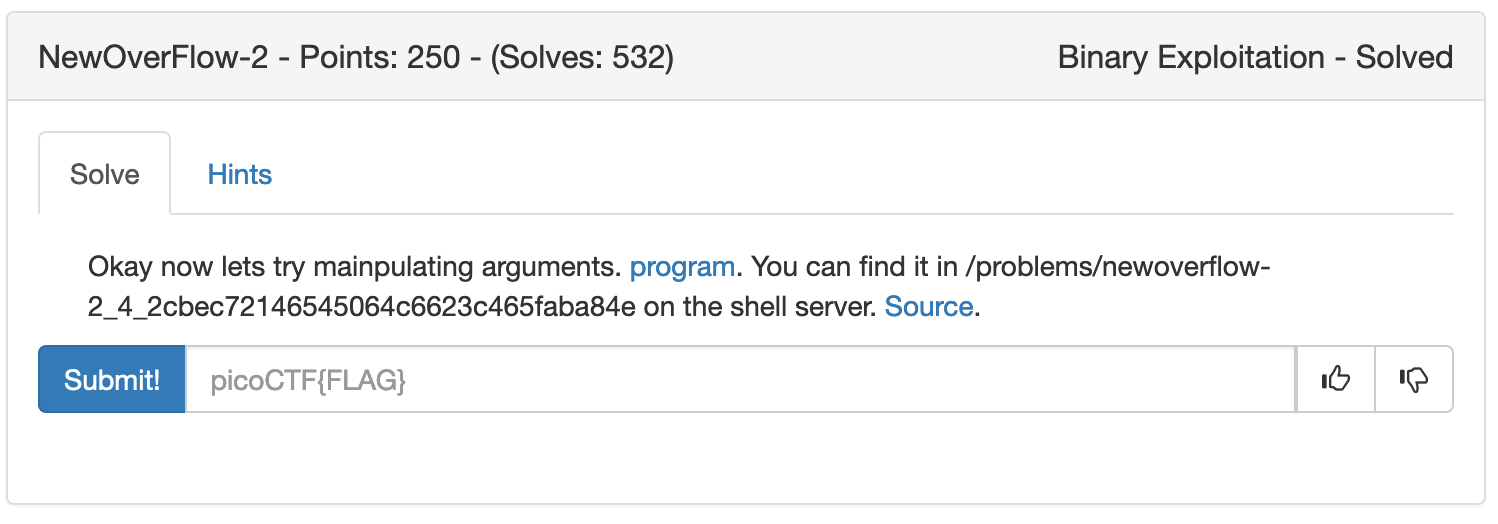 NewOverFlow-2 - Points: 250 - (Solves: 532)
Binary Exploitation - Solved
Solve
Hints
Okay now lets try mainpulating arguments. program. You can find it in /problems/newoverflow-
2_4_2cbec72146545064c6623c465faba84e on the shell server. Source.
Submit!
picoCTF{FLAG}